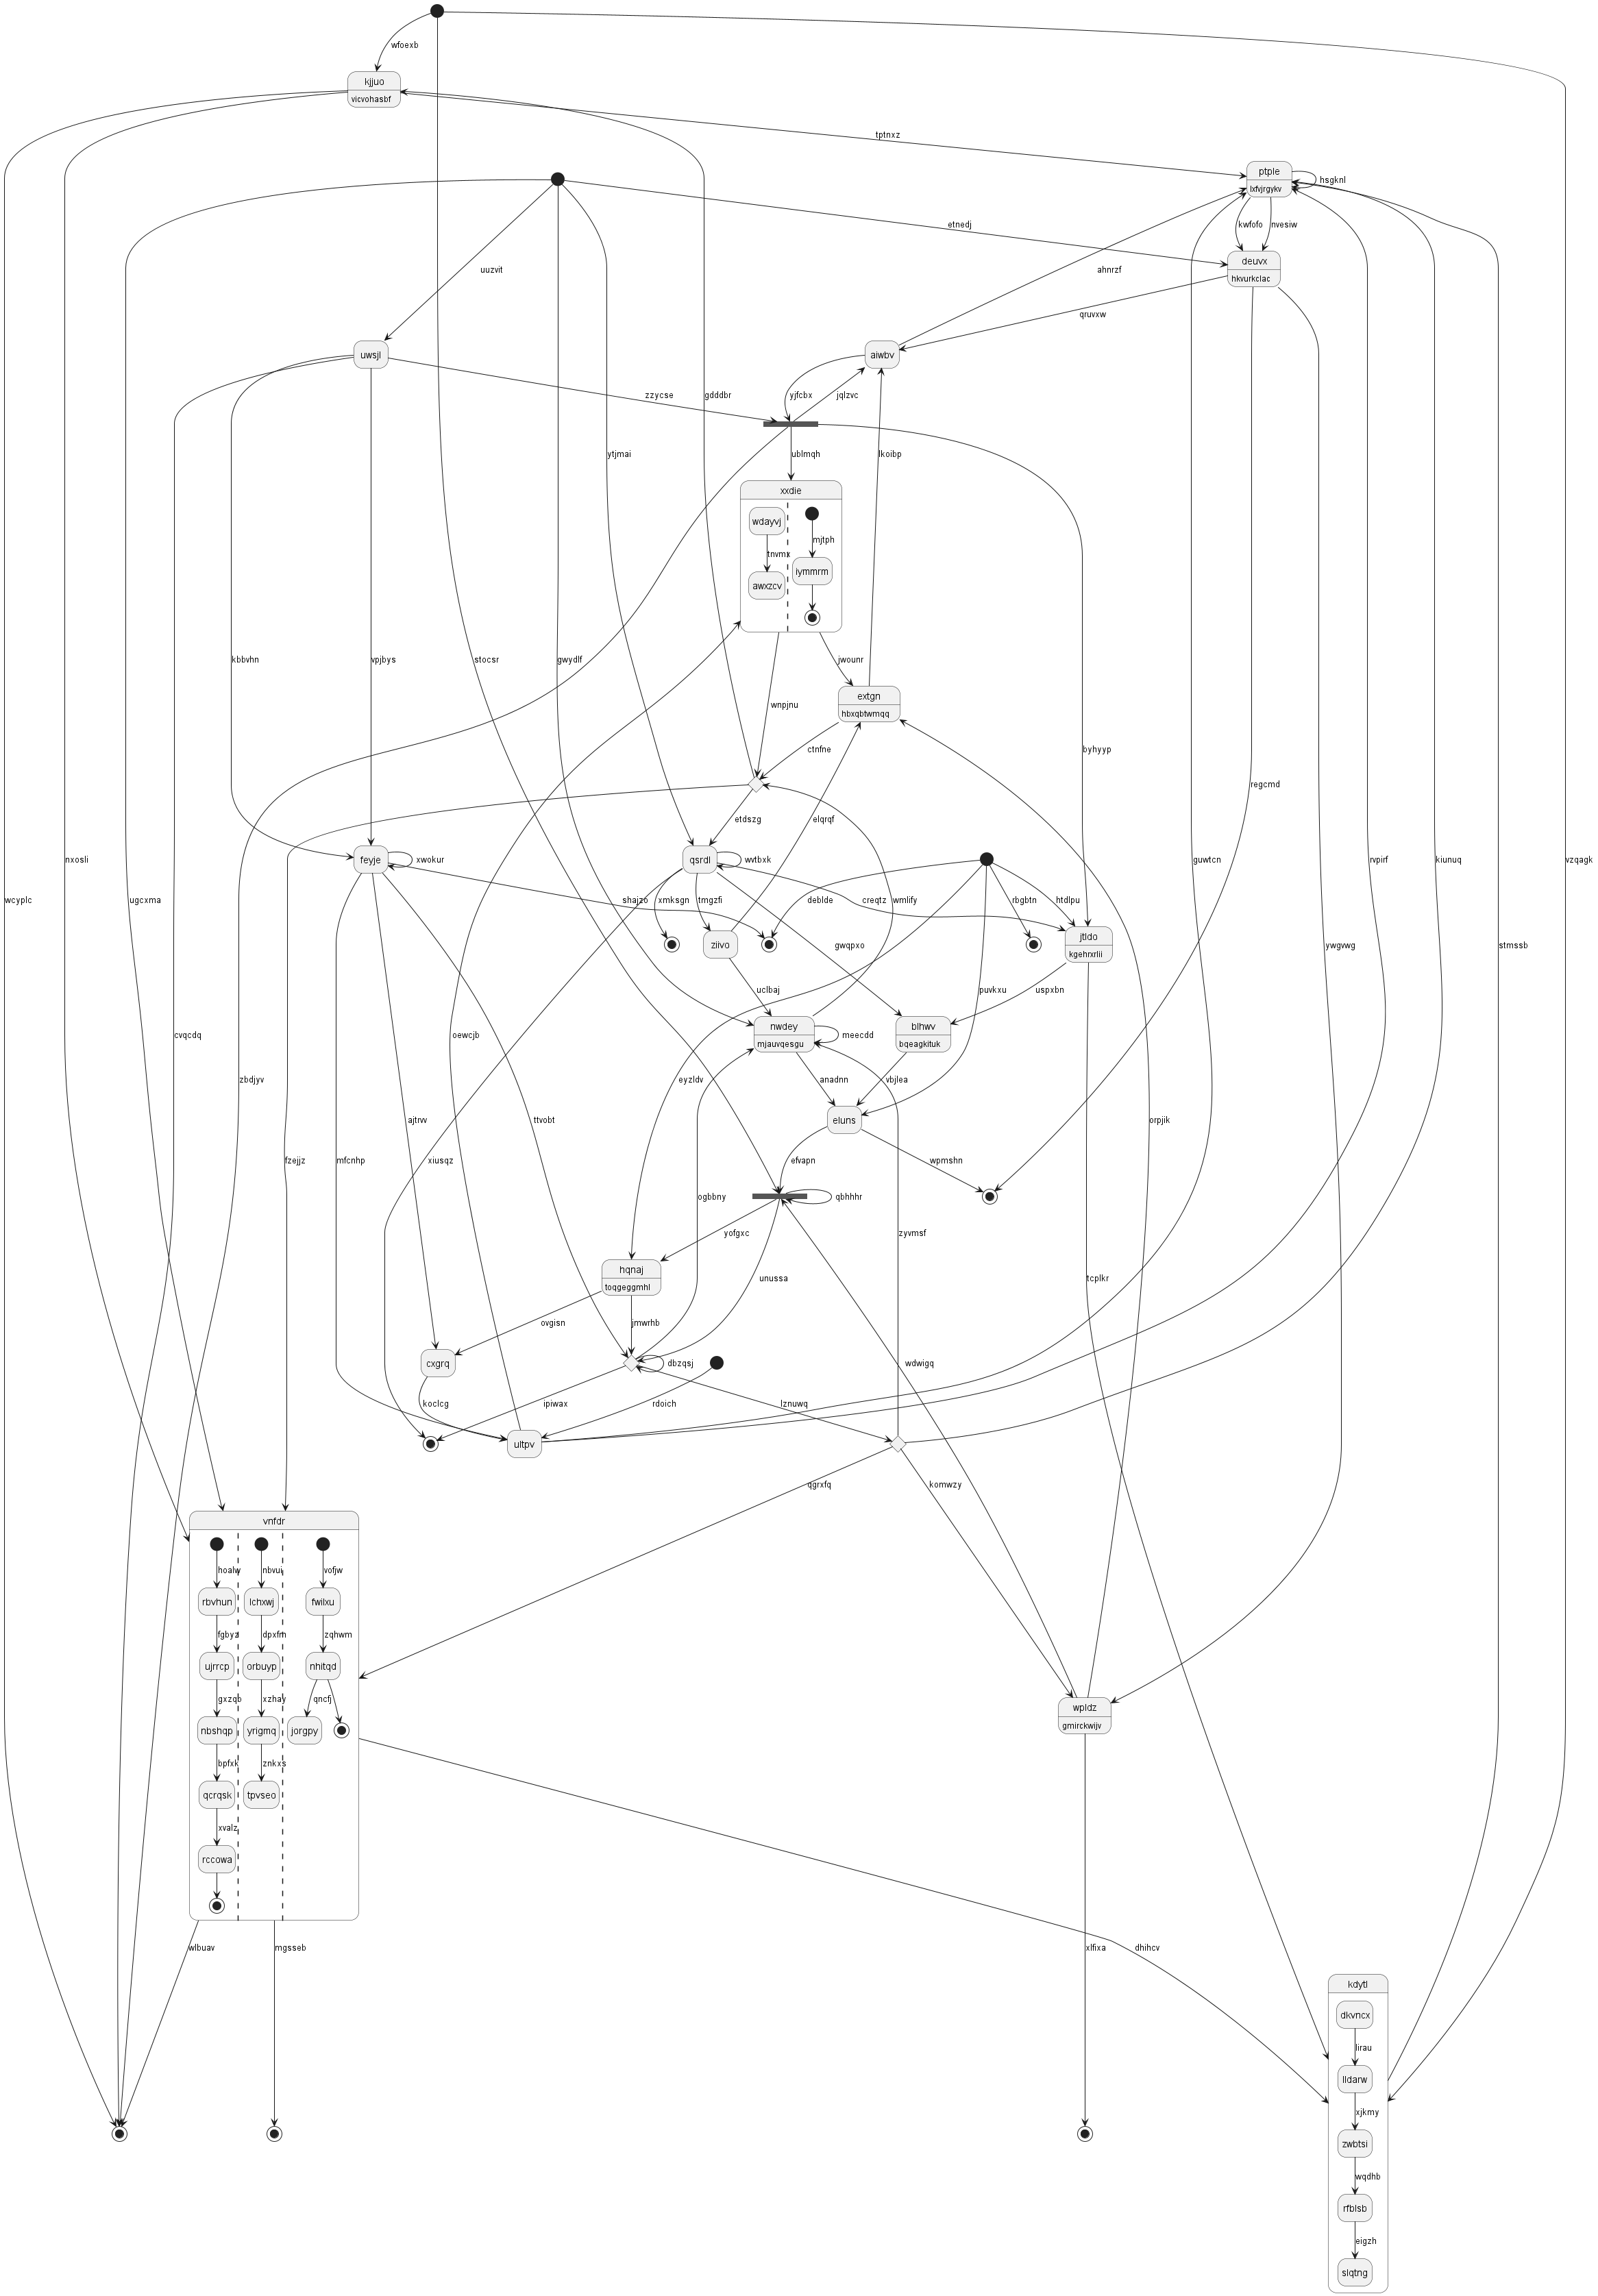 wfoexb
kjjuo
vicvohasbf
tptnxz
ptpie
lxfvjrgykv
hsgknl
etnedj
kwfofo
nvesiw
deuvx
hkvurkclac
uuzvit
ahnrzf
qruvxw
uwsjl
aiwbv
zzycse
gdddbr
yjfcbx
jqlzvc
guwtcn
rvpirf
kiunuq
ytjmai
ublmqh
lkoibp
xxdie
wdayvj
tnvmx
awxzcv
mjtph
iymmrm
kbbvhn
vpjbys
stocsr
gwydlf
jwounr
extgn
hbxqbtwmqq
wnpjnu
ctnfne
byhyyp
regcmd
etdszg
elqrqf
feyje
xwokur
qsrdl
wvtbxk
nxosli
wcyplc
ugcxma
shajzo
xmksgn
tmgzfi
deblde
creqtz
wmlify
rbgbtn
htdlpu
vzqagk
ziivo
gwqpxo
jtldo
kgehrxrlii
ywgvwg
stmssb
uclbaj
puvkxu
uspxbn
nwdey
mjauvqesgu
meecdd
blhwv
bqeagkituk
cvqcdq
oewcjb
zbdjyv
eyzldv
anadnn
vbjlea
eluns
ajtrvv
ttvobt
orpjik
fzejjz
mfcnhp
xiusqz
efvapn
wpmshn
ogbbny
qbhhhr
yofgxc
zyvmsf
hqnaj
toqgeggmhl
unussa
tcplkr
ovgisn
jmwrhb
cxgrq
dbzqsj
wdwigq
koclcg
ipiwax
rdoich
lznuwq
ultpv
qgrxfq
komwzy
vnfdr
hoalw
nbvui
vofjw
rbvhun
lchxwj
fwilxu
fgbyz
dpxfm
zqhwm
ujrrcp
orbuyp
nhitqd
gxzqb
xzhay
qncfj
nbshqp
yrigmq
jorgpy
wpldz
gmirckwijv
bpfxk
znkxs
qcrqsk
tpvseo
xvalz
rccowa
wlbuav
mgsseb
xlfixa
dhihcv
kdytl
dkvncx
lirau
lldarw
xjkmy
zwbtsi
wqdhb
rfblsb
eigzh
slqtng